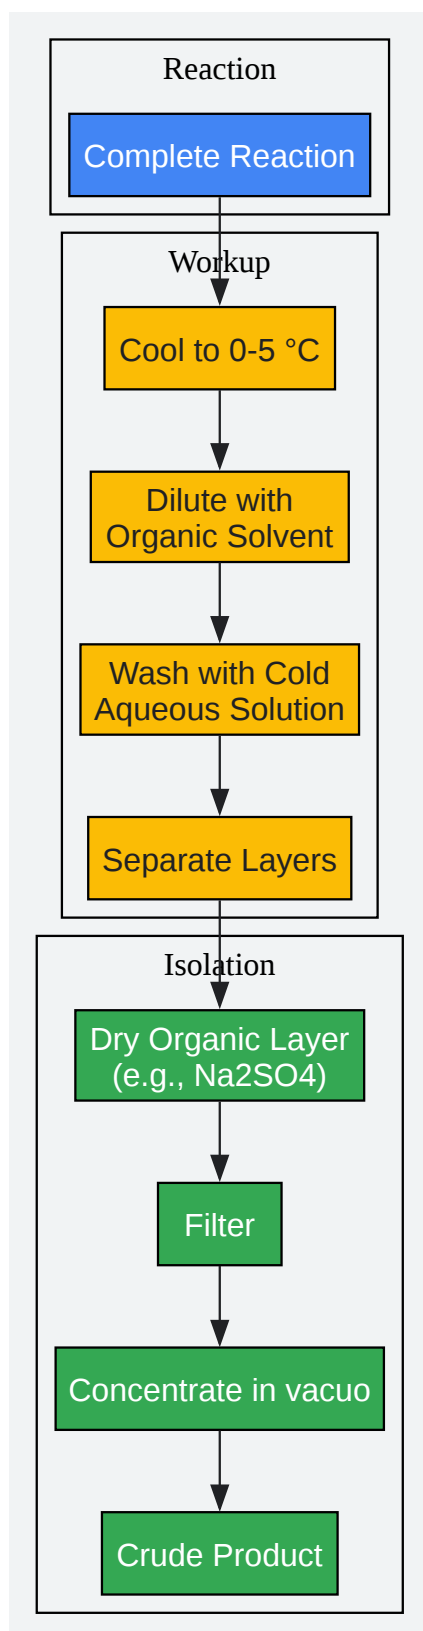 Reaction
Complete Reaction
Workup
Cool to 0-5 °C
Dilute with
Organic Solvent
Wash with Cold
Aqueous Solution
Separate Layers
Isolation
Dry Organic Layer
(e.g., Na2SO4)
Filter
Concentrate in vacuo
Crude Product